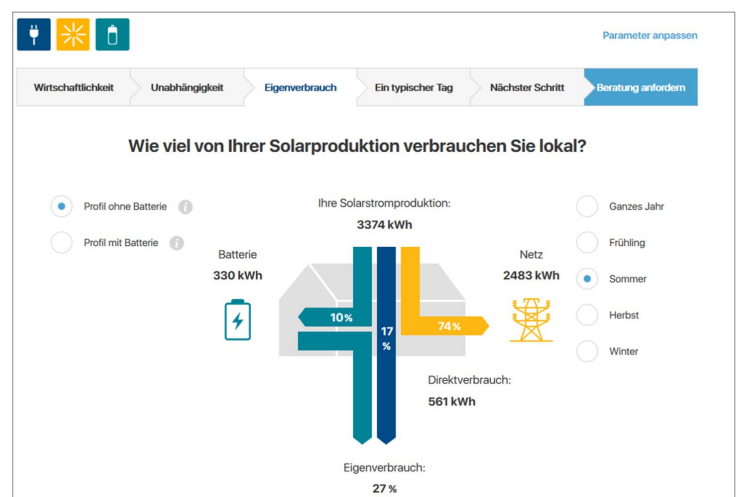 Parameter anpassen
Wirtschaftlichkeit
Unabhängigkeit
Eigenverbrauch
Ein typischer Tag
Nächster Schritt
Beratung anfordern
Wie viel von Ihrer Solarproduktion verbrauchen Sie lokal?
Profil ohne Batterie i
Profil mit Batterie i
Ihre Solarstromproduktion:
3374 kWh
Batterie
330 kWh
Netz
2483 kWh
10%
17
%
74%
Direktverbrauch:
561 kWh
Eigenverbrauch:
27 %
Ganzes Jahr
Frühling
Sommer
Herbst
Winter